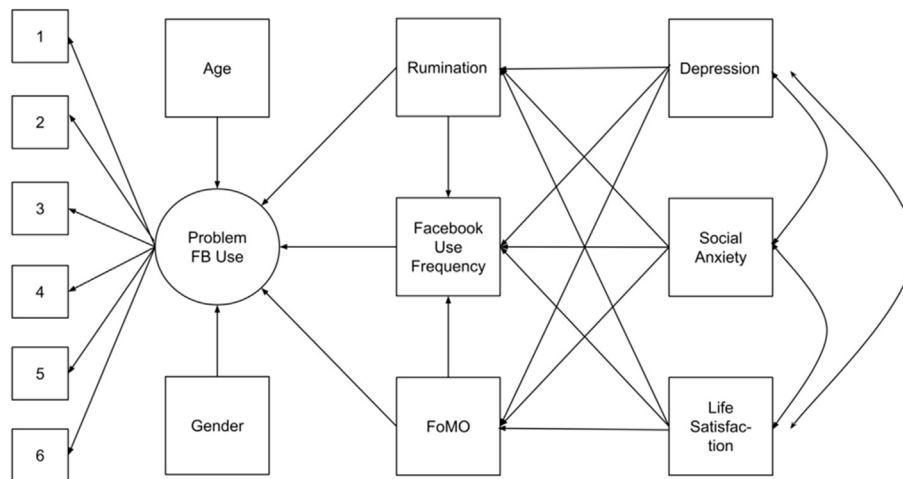 1
2
3
4
5
6
Age
Problem
FB Use
Gender
Rumination
Facebook
Use
Frequency
FoMO
Depression
Social
Anxiety
Life
Satisfac-
tion